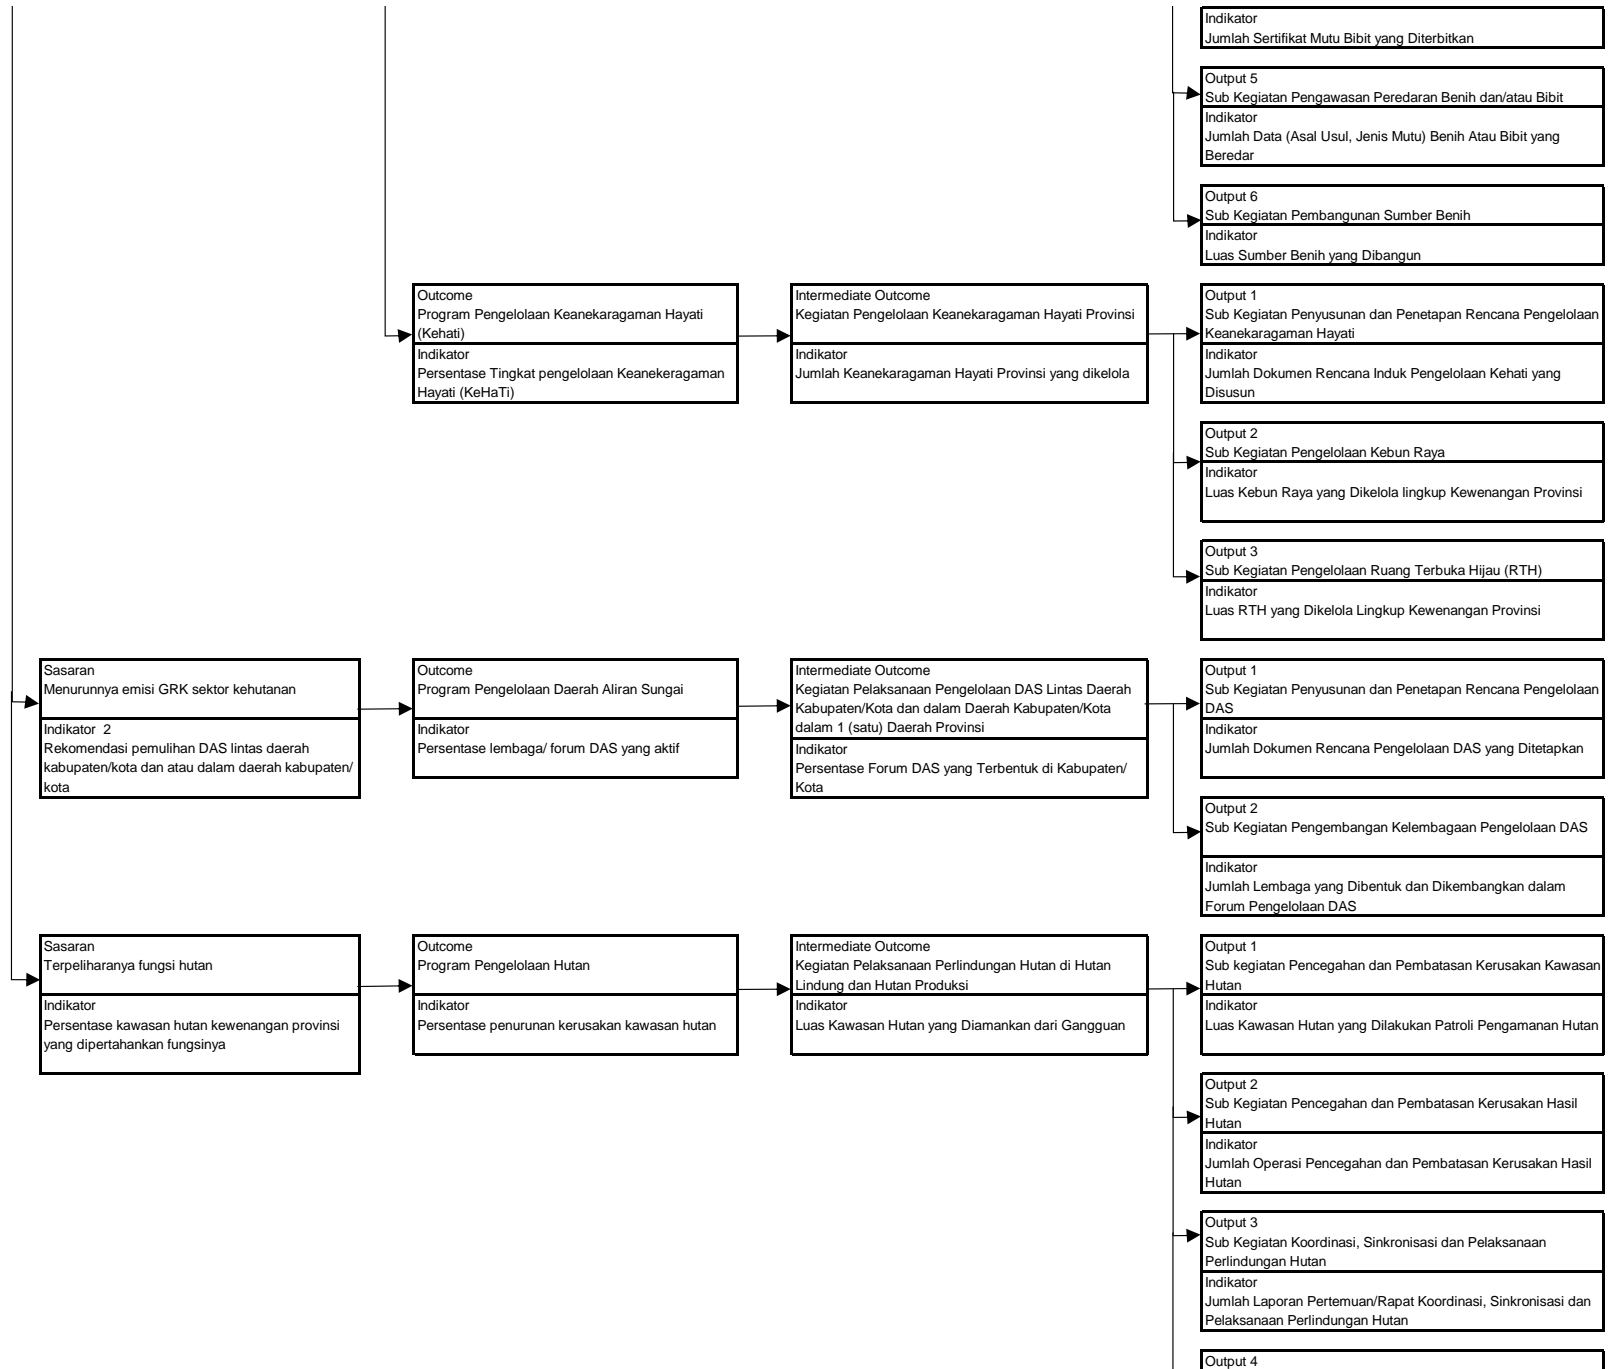 Indikator
Jumlah Sertifikat Mutu Bibit yang Diterbitkan
Output 5
Sub Kegiatan Pengawasan Peredaran Benih dan/atau Bibit
Indikator
Jumlah Data (Asal Usul, Jenis Mutu) Benih Atau Bibit yang
Beredar
Output 6
Sub Kegiatan Pembangunan Sumber Benih
Indikator
Luas Sumber Benih yang Dibangun
Outcome
Program Pengelolaan Keanekaragaman Hayati
(Kehati)
Indikator
Persentase Tingkat pengelolaan Keanekeragaman
Hayati (KeHaTi)
Intermediate Outcome
Kegiatan Pengelolaan Keanekaragaman Hayati Provinsi
Indikator
Jumlah Keanekaragaman Hayati Provinsi yang dikelola
Output 1
Sub Kegiatan Penyusunan dan Penetapan Rencana Pengelolaan
Keanekaragaman Hayati
Indikator
Jumlah Dokumen Rencana Induk Pengelolaan Kehati yang
Disusun
Output 2
Sub Kegiatan Pengelolaan Kebun Raya
Indikator
Luas Kebun Raya yang Dikelola lingkup Kewenangan Provinsi
Output 3
Sub Kegiatan Pengelolaan Ruang Terbuka Hijau (RTH)
Indikator
Luas RTH yang Dikelola Lingkup Kewenangan Provinsi
Sasaran
Menurunnya emisi GRK sektor kehutanan
Indikator 2
Rekomendasi pemulihan DAS lintas daerah
kabupaten/kota dan atau dalam daerah kabupaten/
kota
Outcome
Program Pengelolaan Daerah Aliran Sungai
Indikator
Persentase lembaga/ forum DAS yang aktif
Intermediate Outcome
Kegiatan Pelaksanaan Pengelolaan DAS Lintas Daerah
Kabupaten/Kota dan dalam Daerah Kabupaten/Kota
dalam 1 (satu) Daerah Provinsi
Indikator
Persentase Forum DAS yang Terbentuk di Kabupaten/
Kota
Output 1
Sub Kegiatan Penyusunan dan Penetapan Rencana Pengelolaan
DAS
Indikator
Jumlah Dokumen Rencana Pengelolaan DAS yang Ditetapkan
Output 2
Sub Kegiatan Pengembangan Kelembagaan Pengelolaan DAS
Indikator
Jumlah Lembaga yang Dibentuk dan Dikembangkan dalam
Forum Pengelolaan DAS
Sasaran
Terpeliharanya fungsi hutan
Indikator
Persentase kawasan hutan kewenangan provinsi
yang dipertahankan fungsinya
Outcome
Program Pengelolaan Hutan
Indikator
Persentase penurunan kerusakan kawasan hutan
Intermediate Outcome
Kegiatan Pelaksanaan Perlindungan Hutan di Hutan
Lindung dan Hutan Produksi
Indikator
Luas Kawasan Hutan yang Diamankan dari Gangguan
Output 1
Sub kegiatan Pencegahan dan Pembatasan Kerusakan Kawasan
Hutan
Indikator
Luas Kawasan Hutan yang Dilakukan Patroli Pengamanan Hutan
Output 2
Sub Kegiatan Pencegahan dan Pembatasan Kerusakan Hasil
Hutan
Indikator
Jumlah Operasi Pencegahan dan Pembatasan Kerusakan Hasil
Hutan
Output 3
Sub Kegiatan Koordinasi, Sinkronisasi dan Pelaksanaan
Perlindungan Hutan
Indikator
Jumlah Laporan Pertemuan/Rapat Koordinasi, Sinkronisasi dan
Pelaksanaan Perlindungan Hutan
Output 4